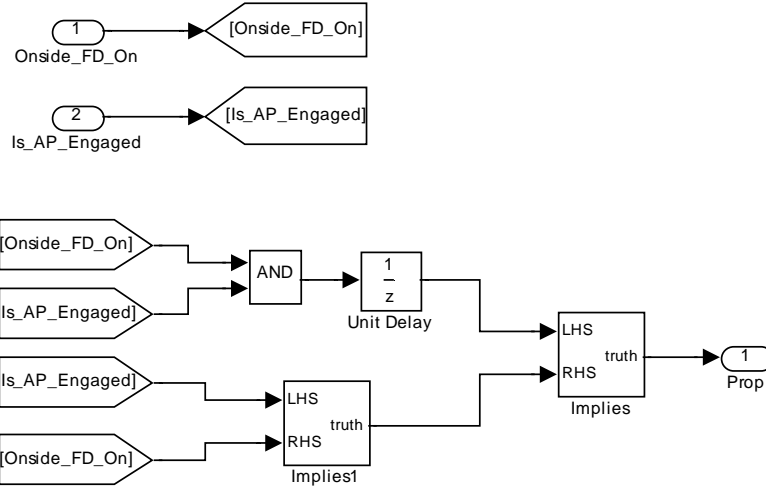 1
[Onside_FD_On]
Onside_FD_On
2
[Is_AP_Engaged]
Is_AP_Engaged
[Onside_FD_On]
AND
1
z
Is_AP_Engaged]
Unit Delay
LHS
truth
RHS
1
Prop
Implies
Is_AP_Engaged]
LHS
truth
RHS
[Onside_FD_On]
Implies1